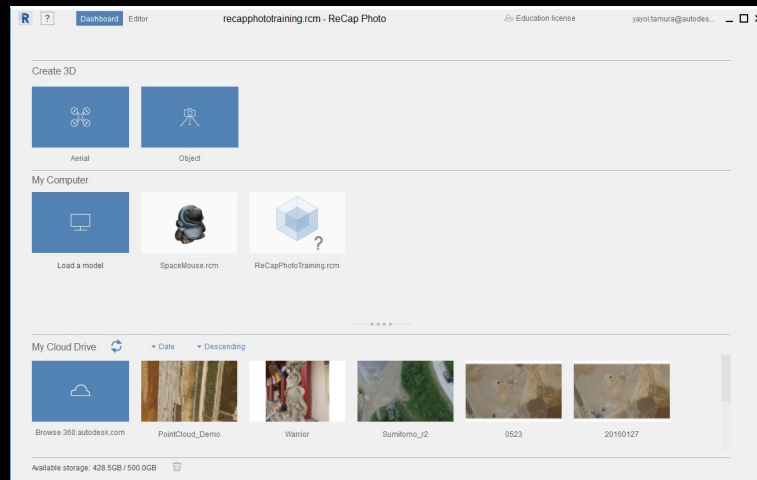 R ? Dashboard Editor recapphototraining.rcm - ReCap Photo Education license yayoi.tamura@autodes...
Create 3D
Aerial Object
My Computer
?
Load a model SpaceMouse.rcm ReCapPhotoTraining.rcm
My Cloud Drive Date Descending
Browse 360.autodesk.com PointCloud_Demo Warrior Sumitomo_r2 0523 20160127
Available storage: 428.5GB / 500.0GB